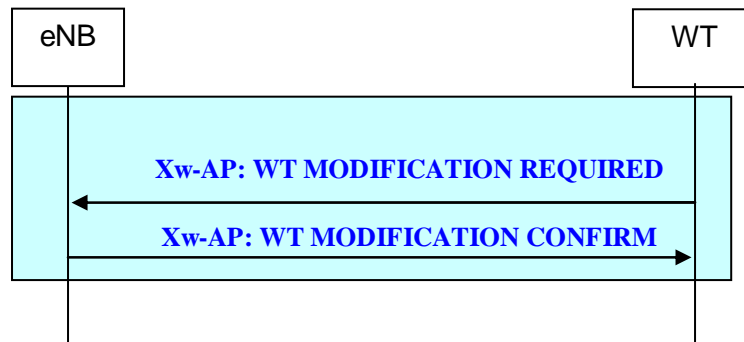 eNB
WT
Xw-AP: WT MODIFICATION REQUIRED
Xw-AP: WT MODIFICATION CONFIRM